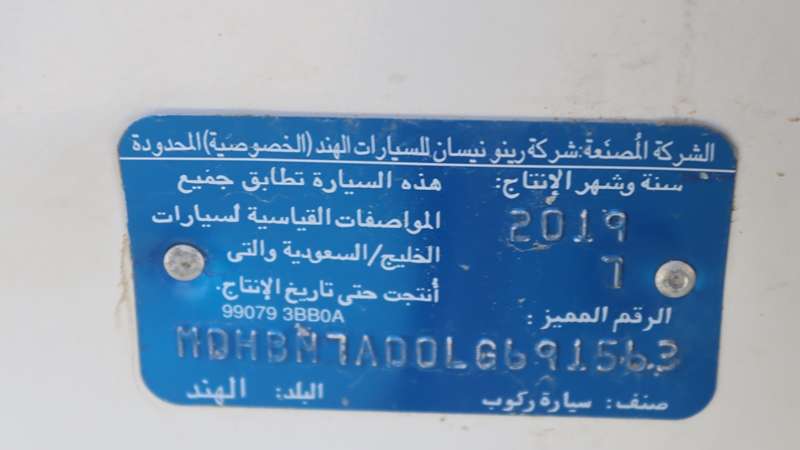 الشركة المُصنّعة: شركة رينو نيسان للسيارات الهند (الخصوصية) المحدودة
سنة وشهر الإنتاج:
2019
7
هذه السيارة تطابق جميع
المواصفات القياسية لسيارات
الخليج/السعودية والتى
أنتجت حتى تاريخ الإنتاج.
99079 3BB0A
الرقم المميز:
MDHBN7AD0LG691563
صنف: سيارة ركوب
البلد: الهند